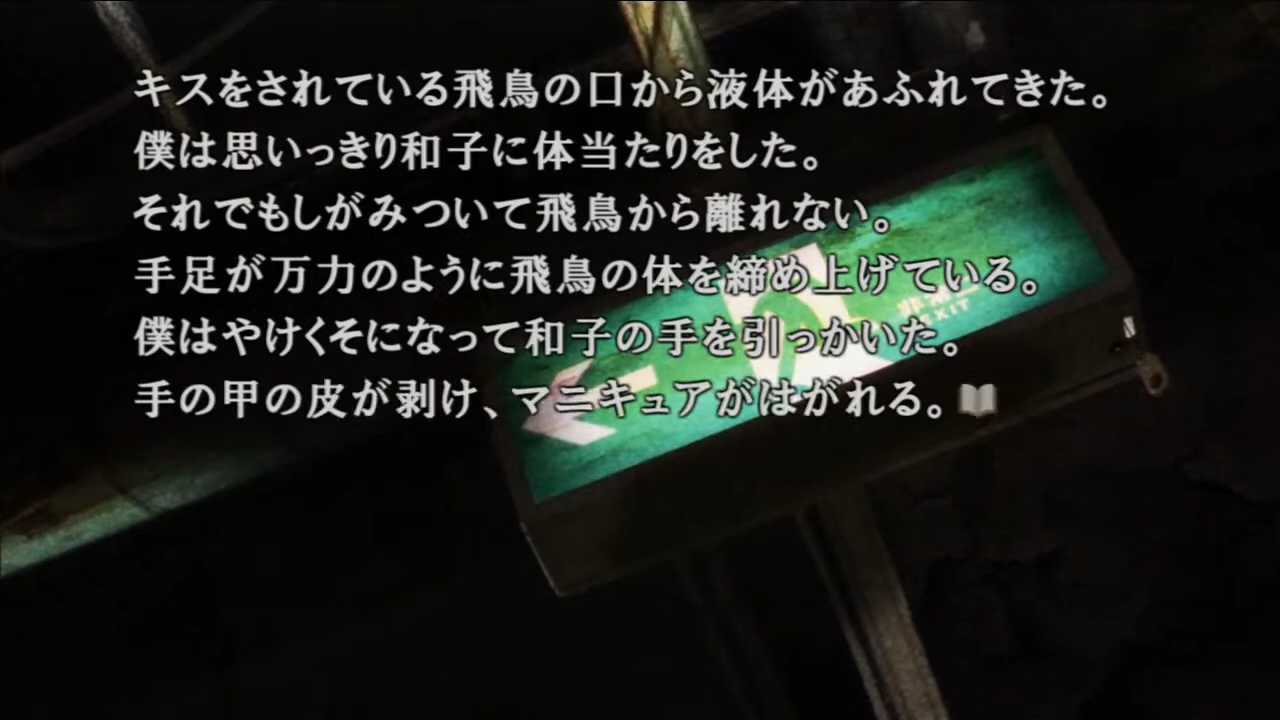 キスをされている飛鳥の口から液体があふれてきた。
僕は思いっきり和子に体当たりをした。
それでもしがみついて飛鳥から離れない。
手足が万力のように飛鳥の体を締め上げている。
僕はやけくそになって和子の手を引っかいた。
手の甲の皮が剥け、マニキュアがはがれる。
EXIT